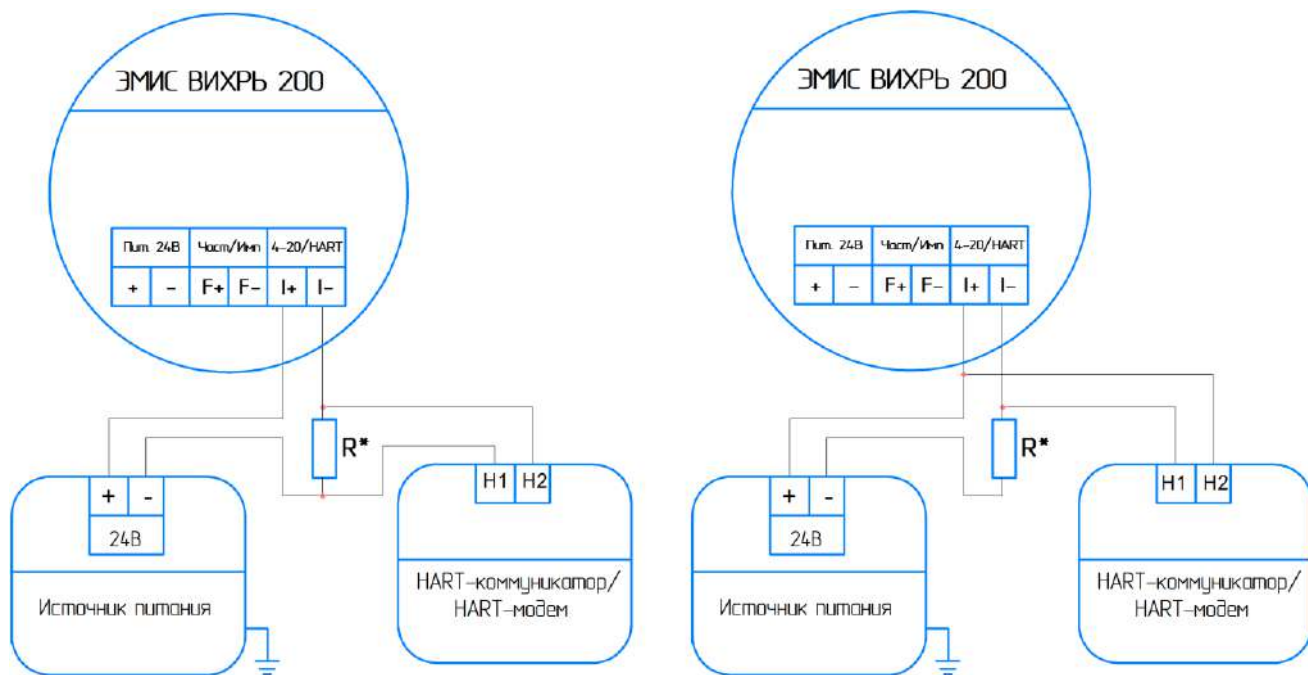 ЭМИС ВИХРЬ 200
Пит. 24В Част/Имп 4-20/HART
+ - F+ F- I+ I-
R*
+ -
24В
Источник питания
H1 H2
HART-коммуникатор/
HART-модем
ЭМИС ВИХРЬ 200
Пит. 24В Част/Имп 4-20/HART
+ - F+ F- I+ I-
R*
+ -
24В
Источник питания
H1 H2
HART-коммуникатор/
HART-модем